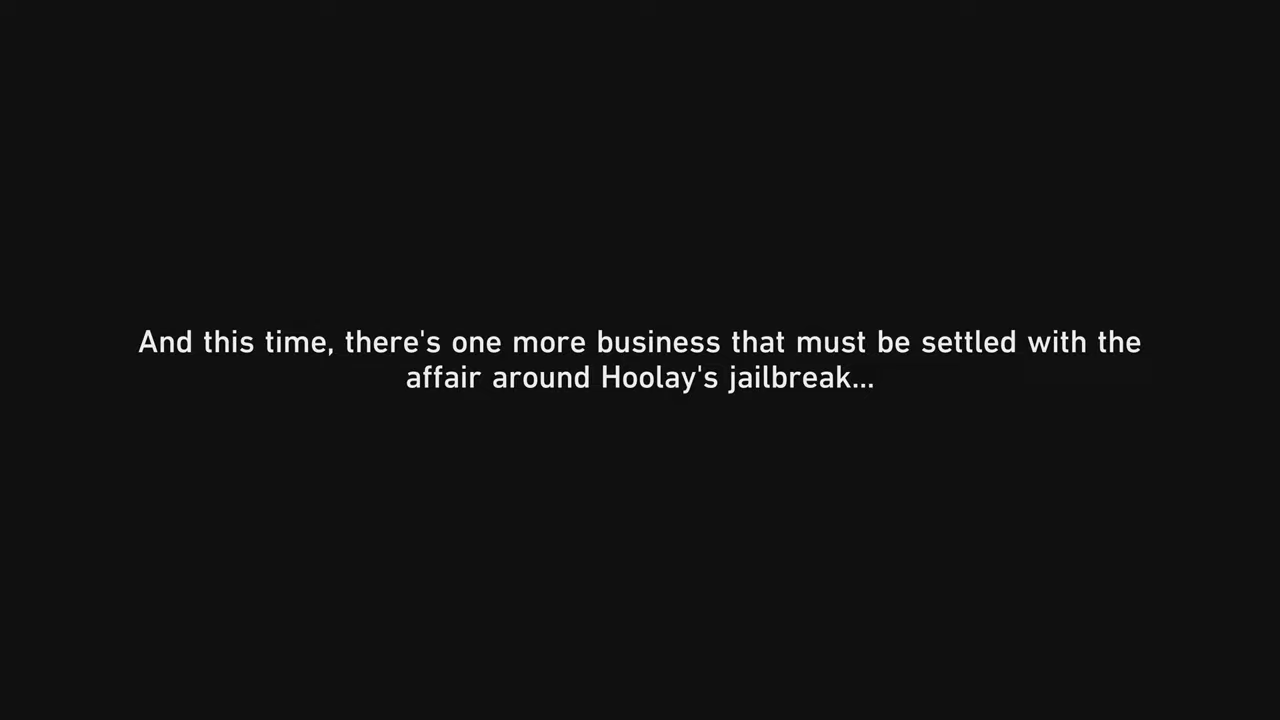 And this time, there's one more business that must be settled with the
affair around Hoolay's jailbreak...